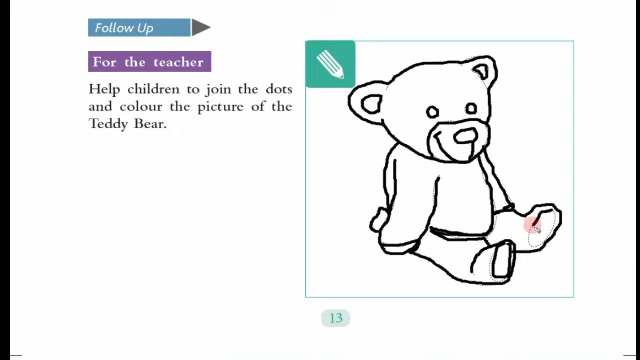 Follow Up
For the teacher
Help children to join the dots
and colour the picture of the
Teddy Bear.
13